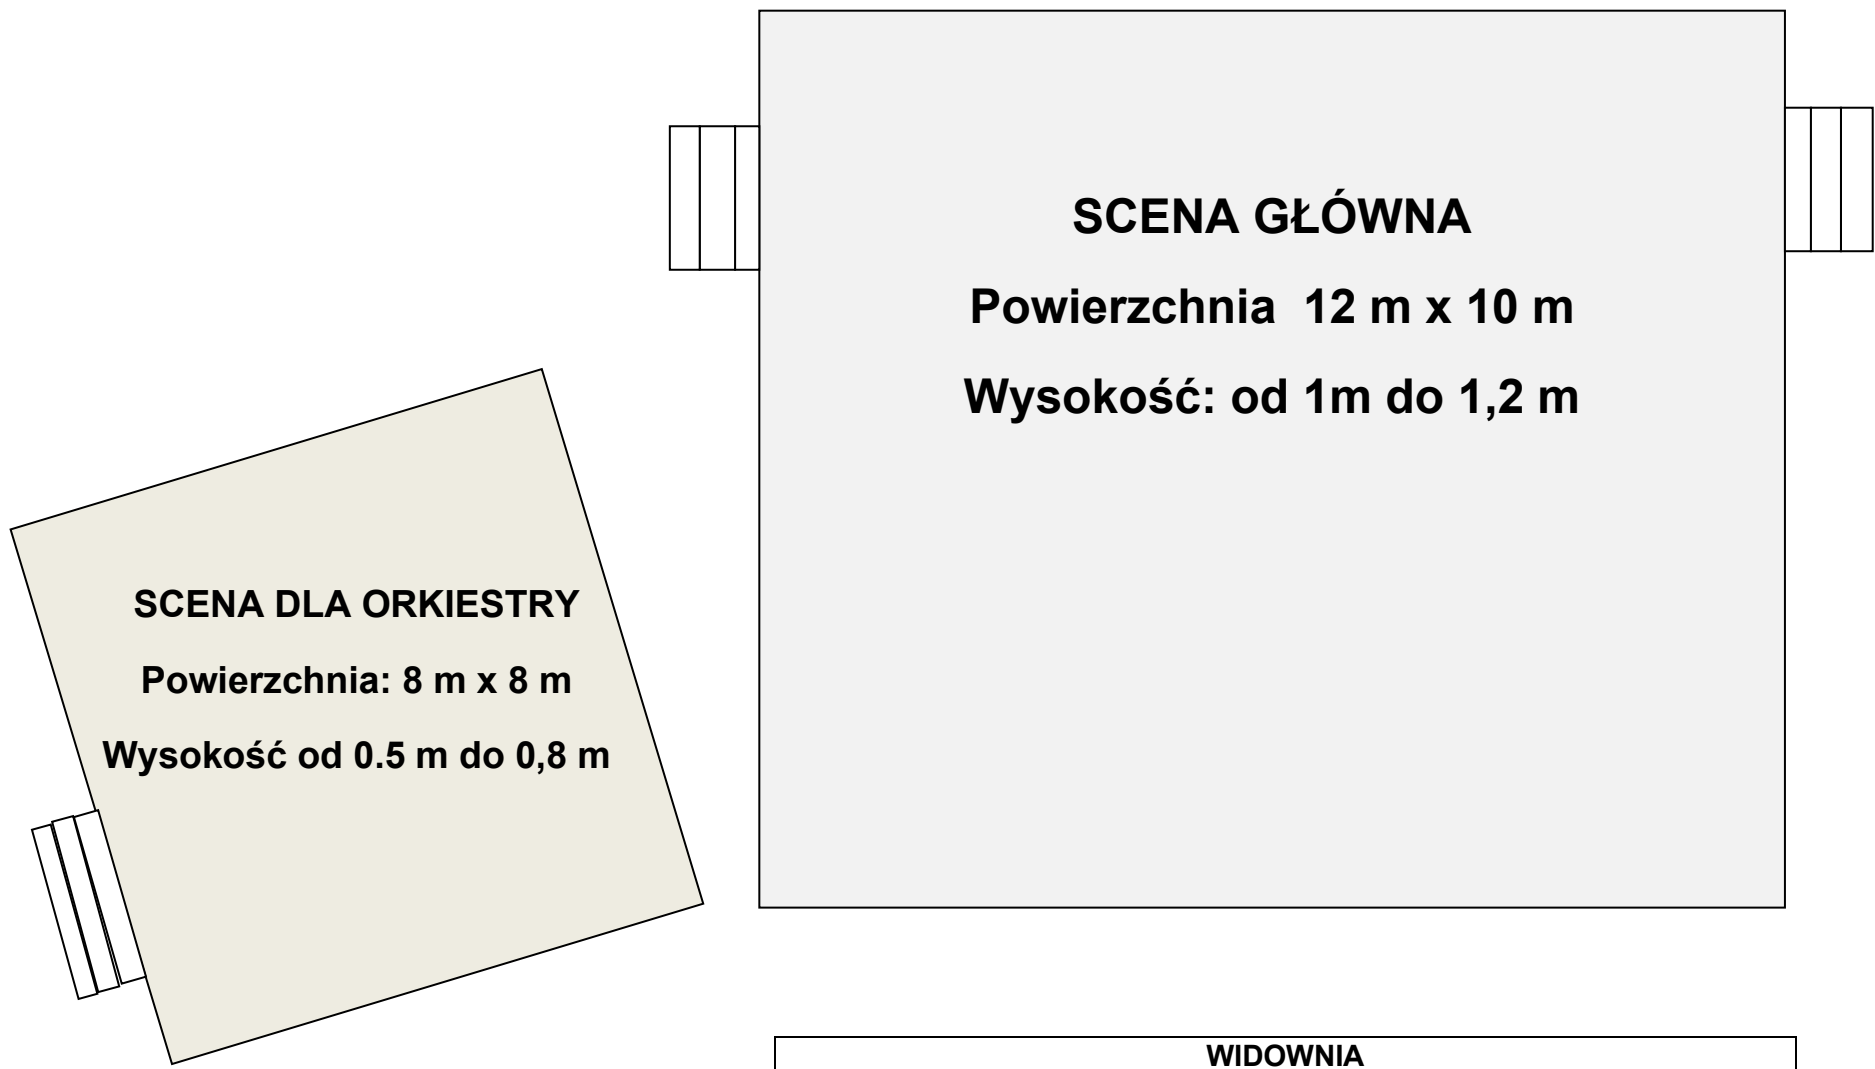 SCENA GŁÓWNA
Powierzchnia  12 m x 10 m
Wysokość: od 1m do 1,2 m
SCENA DLA ORKIESTRY
Powierzchnia: 8 m x 8 m
Wysokość od 0.5 m do 0,8 m
WIDOWNIA